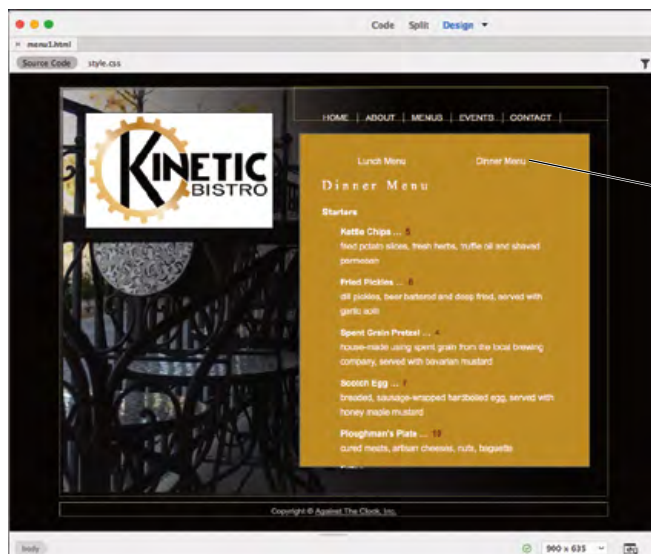 Code Split Design
× menu1.html
Source Code style.css
HOME | ABOUT | MENUS | EVENTS | CONTACT |
KINETIC
BISTRO
Lunch Menu Dinner Menu
Dinner Menu
Starters
Kettle Chips ... 5
fried potato slices, fresh herbs, truffle oil and shaved
parmesan
Fried Pickles ... 6
dill pickles, beer battered and deep fried, served with
garlic aoili
Spent Grain Pretzel ... 4
house-made using spent grain from the local brewing
company, served with bavarian mustard
Scotch Egg ... 7
breaded, sausage-wrapped hardboiled egg, served with
honey maple mustard
Ploughman's Plate ... 10
cured meats, artisan cheeses, nuts, baguette
Copyright © Against The Clock, Inc.
body 900 x 635